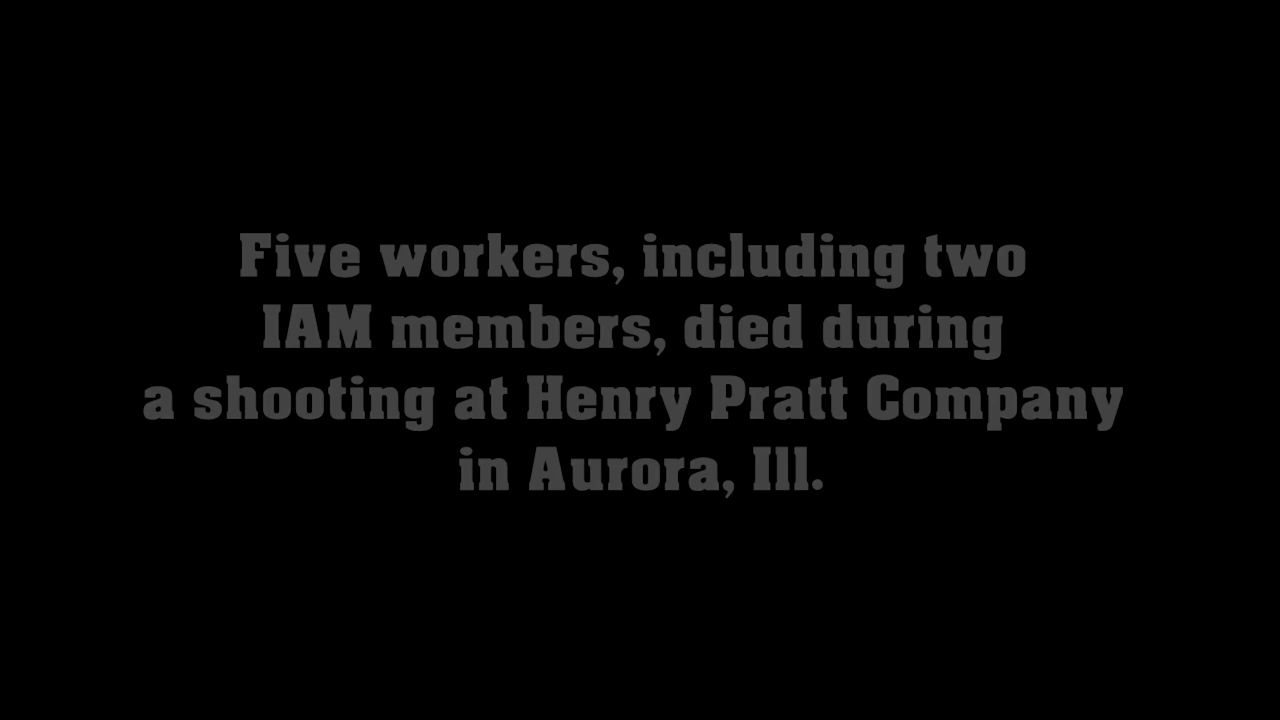 Five workers, including two
IAM members, died during
a shooting at Henry Pratt Company
in Aurora, Ill.